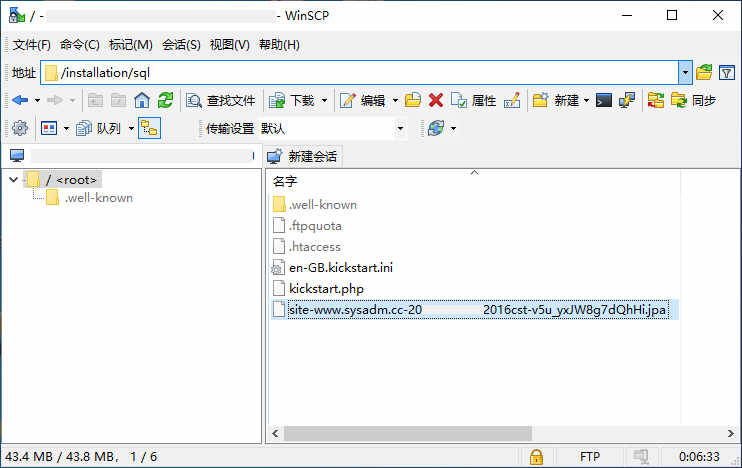 / - - WinSCP
文件(F) 命令(C) 标记(M) 会话(S) 视图(V) 帮助(H)
地址 /installation/sql
查找文件 下载 编辑 属性 新建 同步
队列 传输设置 默认
新建会话
/ <root>
.well-known
名字
.well-known
.ftpquota
.htaccess
en-GB.kickstart.ini
kickstart.php
site-www.sysadm.cc-20 2016cst-v5u_yxJW8g7dQhHi.jpa
43.4 MB / 43.8 MB, 1 / 6 FTP 0:06:33